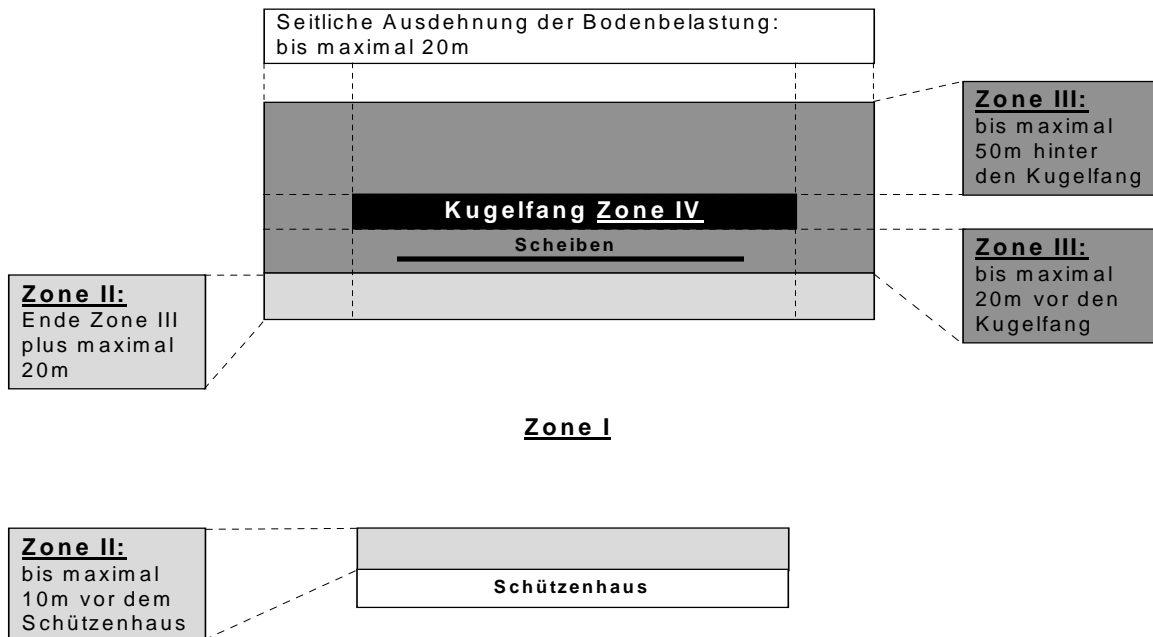 Seitliche Ausdehnung der Bodenbelastung:
bis maximal 20m
Zone III:
bis maximal
50m hinter
den Kugelfang
Kugelfang Zone IV
Scheiben
Zone III:
bis maximal
20m vor den
Kugelfang
Zone II:
Ende Zone III
plus maximal
20m
Zone I
Zone II:
bis maximal
10m vor dem
Schützenhaus
Schützenhaus